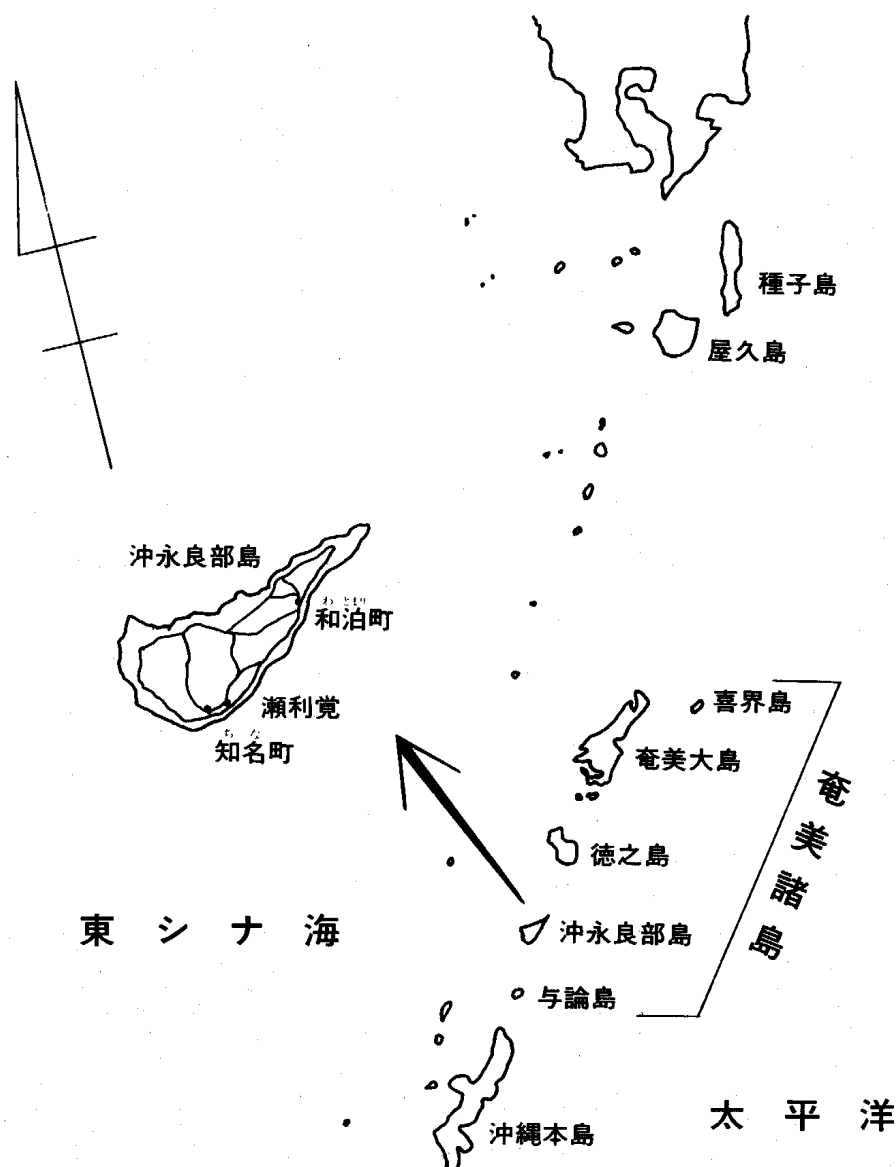 種子島
屋久島
沖永良部島
わどまり
和泊町
瀬利覚
ちな
知名町
喜界島
奄美大島
徳之島
沖永良部島
与論島
奄美諸島
東シナ海
沖縄本島
太平洋